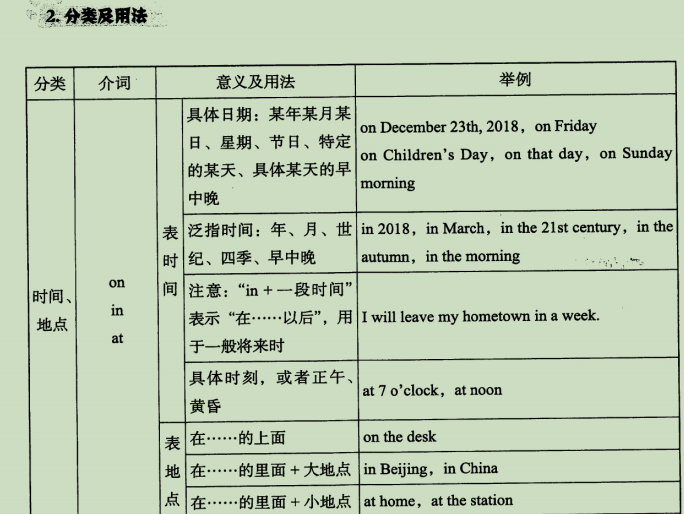 2. 分类及用法
分类
介词
意义及用法
举例
时间、
地点
on
in
at
表
时
间
具体日期：某年某月某
日、星期、节日、特定
的某天、具体某天的早
中晚
on December 23th, 2018，on Friday
on Children’s Day，on that day，on Sunday
morning
泛指时间：年、月、世
纪、四季、早中晚
in 2018，in March，in the 21st century，in the
autumn，in the morning
注意：“in + 一段时间”
表示“在……以后”，用
于一般将来时
I will leave my hometown in a week.
具体时刻，或者正午、
黄昏
at 7 o’clock，at noon
表
地
点
在……的上面
on the desk
在……的里面 + 大地点
in Beijing，in China
在……的里面 + 小地点
at home，at the station